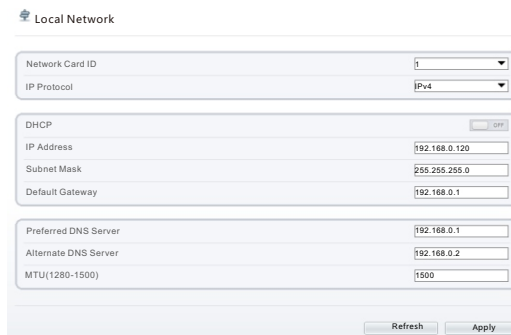 Local Network
Network Card ID 1
IP Protocol IPv4
DHCP OFF
IP Address 192.168.0.120
Subnet Mask 255.255.255.0
Default Gateway 192.168.0.1
Preferred DNS Server 192.168.0.1
Alternate DNS Server 192.168.0.2
MTU(1280-1500) 1500
Refresh Apply